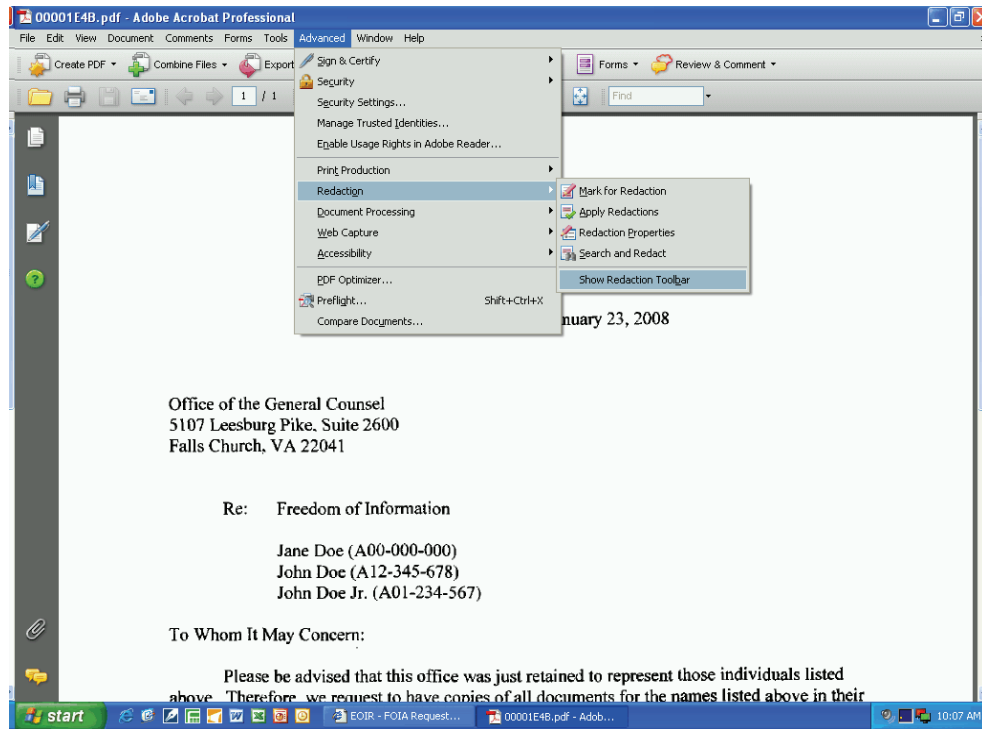 00001E4B.pdf - Adobe Acrobat Professional
File Edit View Document Comments Forms Tools Advanced Window Help
Create PDF Combine Files Export Forms Review & Comment
1 / 1 Find
Sign & Certify
Security
Security Settings...
Manage Trusted Identities...
Enable Usage Rights in Adobe Reader...
Print Production
Redaction
Document Processing
Web Capture
Accessibility
PDF Optimizer...
Preflight... Shift+Ctrl+X
Compare Documents...
Mark for Redaction
Apply Redactions
Redaction Properties
Search and Redact
Show Redaction Toolbar
nuary 23, 2008
Office of the General Counsel
5107 Leesburg Pike, Suite 2600
Falls Church, VA 22041
Re: Freedom of Information
Jane Doe (A00-000-000)
John Doe (A12-345-678)
John Doe Jr. (A01-234-567)
To Whom It May Concern:
Please be advised that this office was just retained to represent those individuals listed
above. Therefore, we request to have copies of all documents for the names listed above in their
start EOIR - FOIA Request... 00001E4B.pdf - Adob... 10:07 AM